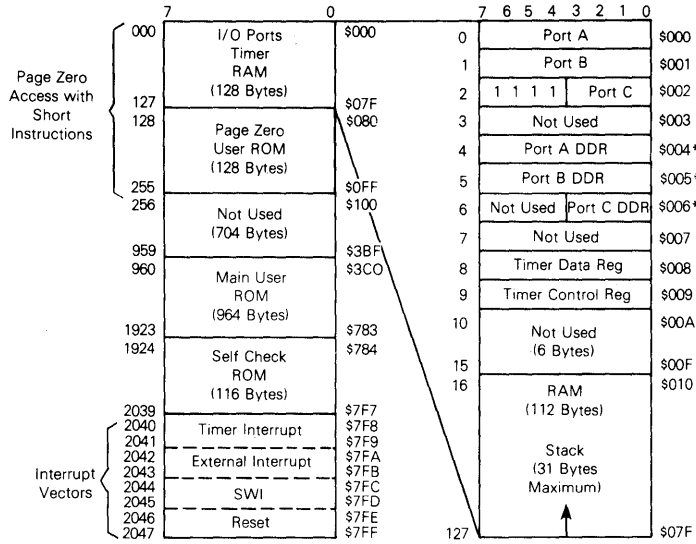 7 0
000 I/O Ports $000
Timer
RAM
(128 Bytes)
127 $07F
128 $080
Page Zero
User ROM
(128 Bytes)
255 $0FF
256 $100
Not Used
(704 Bytes)
959 $3BF
960 $3C0
Main User
ROM
(964 Bytes)
1923 $783
1924 $784
Self Check
ROM
(116 Bytes)
2039 $7F7
2040 $7F8
Timer Interrupt
2041 $7F9
2042 $7FA
External Interrupt
2043 $7FB
2044 $7FC
SWI
2045 $7FD
2046 $7FE
Reset
2047 $7FF
Page Zero
Access with
Short
Instructions
Interrupt
Vectors
7 6 5 4 3 2 1 0
0 Port A $000
1 Port B $001
2 1 1 1 1 Port C $002
3 Not Used $003
4 Port A DDR $004*
5 Port B DDR $005*
6 Not Used Port C DDR $006*
7 Not Used $007
8 Timer Data Reg $008
9 Timer Control Reg $009
10 $00A
Not Used
(6 Bytes)
15 $00F
16 $010
RAM
(112 Bytes)
Stack
(31 Bytes
Maximum)
127 $07F